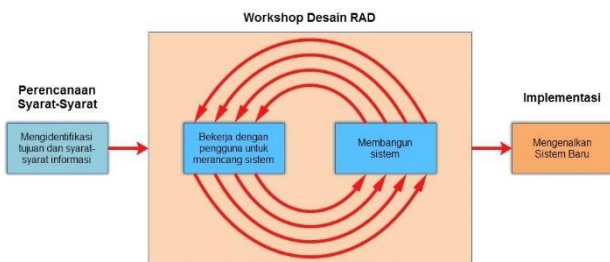 Workshop Desain RAD
Perencanaan
Syarat-Syarat
Mengidentifikasi
tujuan dan syarat-
syarat informasi
Bekerja dengan
pengguna untuk
merancang sistem
Membangun
sistem
Implementasi
Mengenalkan
Sistem Baru